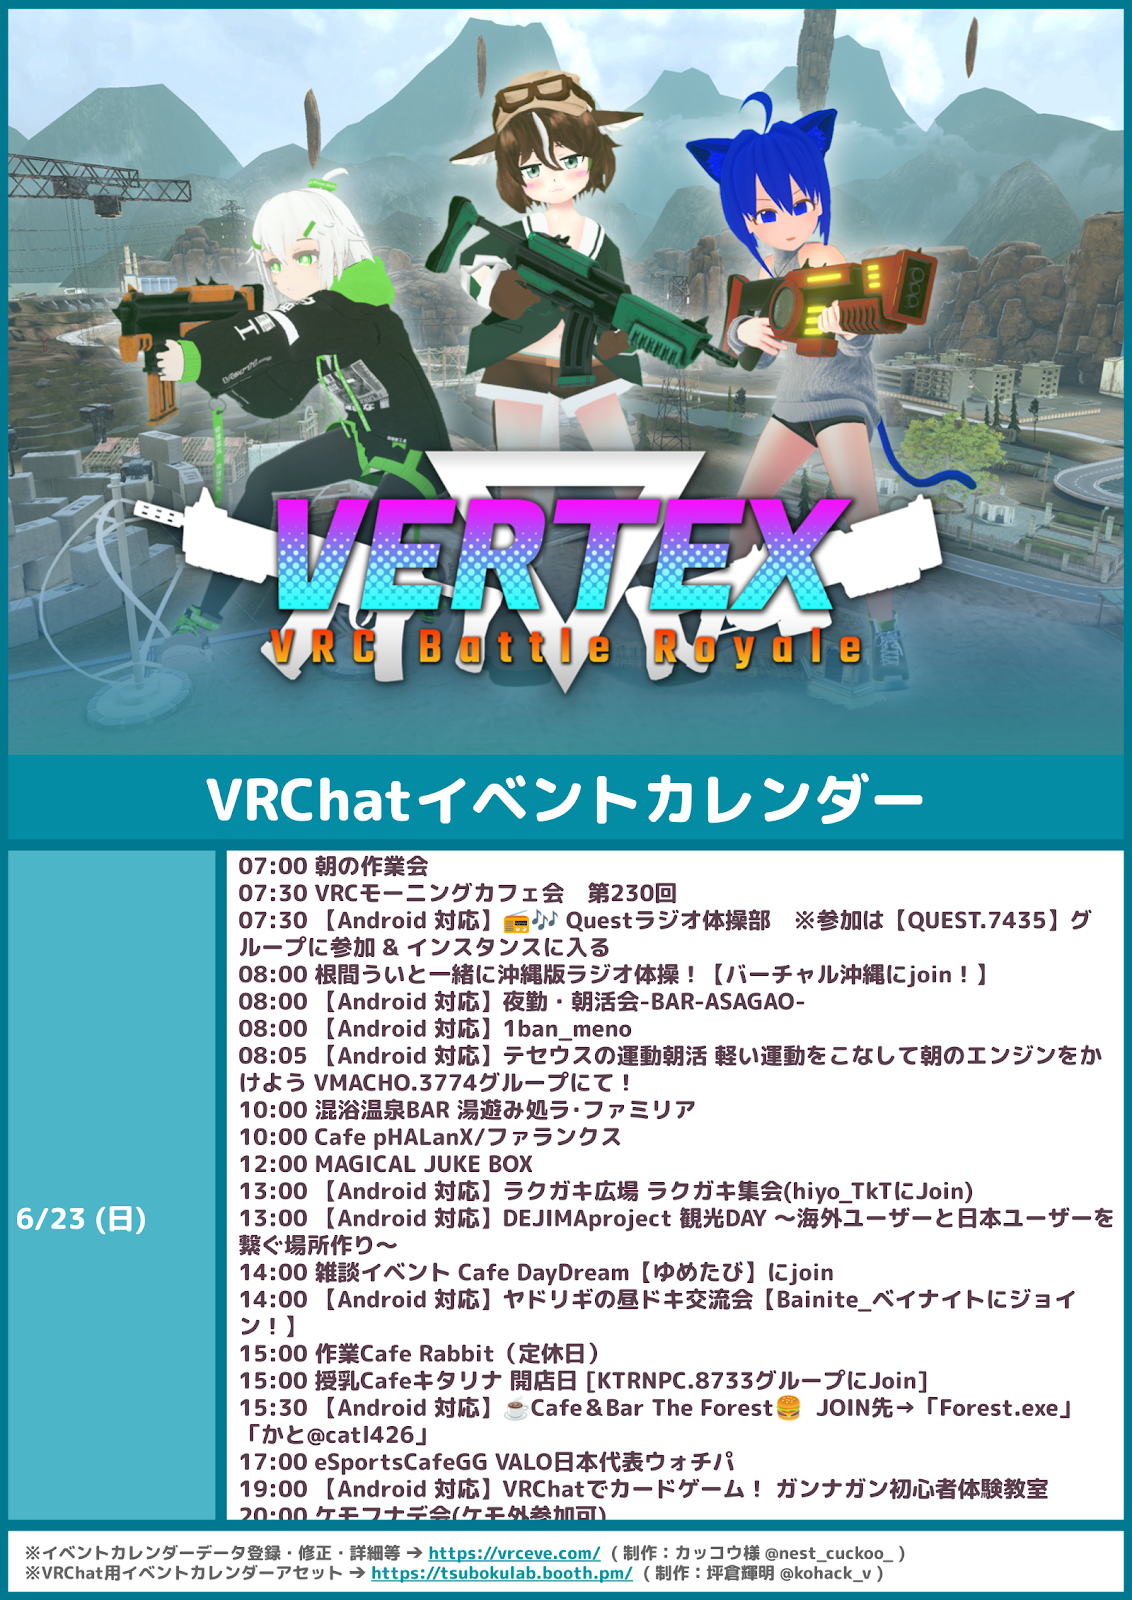 VERTEX
VRC Battle Royale
VRChatイベントカレンダー
6/23 (日)
07:00 朝の作業会
07:30 VRCモーニングカフェ会　第230回
07:30 【Android 対応】📻🎶 Questラジオ体操部　※参加は【QUEST.7435】グ
ループに参加 & インスタンスに入る
08:00 根間ういと一緒に沖縄版ラジオ体操！【バーチャル沖縄にjoin！】
08:00 【Android 対応】夜勤・朝活会-BAR-ASAGAO-
08:00 【Android 対応】1ban_meno
08:05 【Android 対応】テセウスの運動朝活 軽い運動をこなして朝のエンジンをか
けよう VMACHO.3774グループにて！
10:00 混浴温泉BAR 湯遊み処ラ·ファミリア
10:00 Cafe pHALanX/ファランクス
12:00 MAGICAL JUKE BOX
13:00 【Android 対応】ラクガキ広場 ラクガキ集会(hiyo_TkTにJoin)
13:00 【Android 対応】DEJIMAproject 観光DAY 〜海外ユーザーと日本ユーザーを
繋ぐ場所作り〜
14:00 雑談イベント Cafe DayDream【ゆめたび】にjoin
14:00 【Android 対応】ヤドリギの昼ドキ交流会【Bainite_ベイナイトにジョイ
ン！】
15:00 作業Cafe Rabbit（定休日）
15:00 授乳Cafeキタリナ 開店日 [KTRNPC.8733グループにJoin]
15:30 【Android 対応】☕Cafe＆Bar The Forest🍔 JOIN先→「Forest.exe」
「かと@catl426」
17:00 eSportsCafeGG VALO日本代表ウォチパ
19:00 【Android 対応】VRChatでカードゲーム！ ガンナガン初心者体験教室
20:00 ケモフナデ会(ケモ外参加可)
※イベントカレンダーデータ登録・修正・詳細等 → https://vrceve.com/ ( 制作：カッコウ様 @nest_cuckoo_ )
※VRChat用イベントカレンダーアセット → https://tsubokulab.booth.pm/ ( 制作：坪倉輝明 @kohack_v )